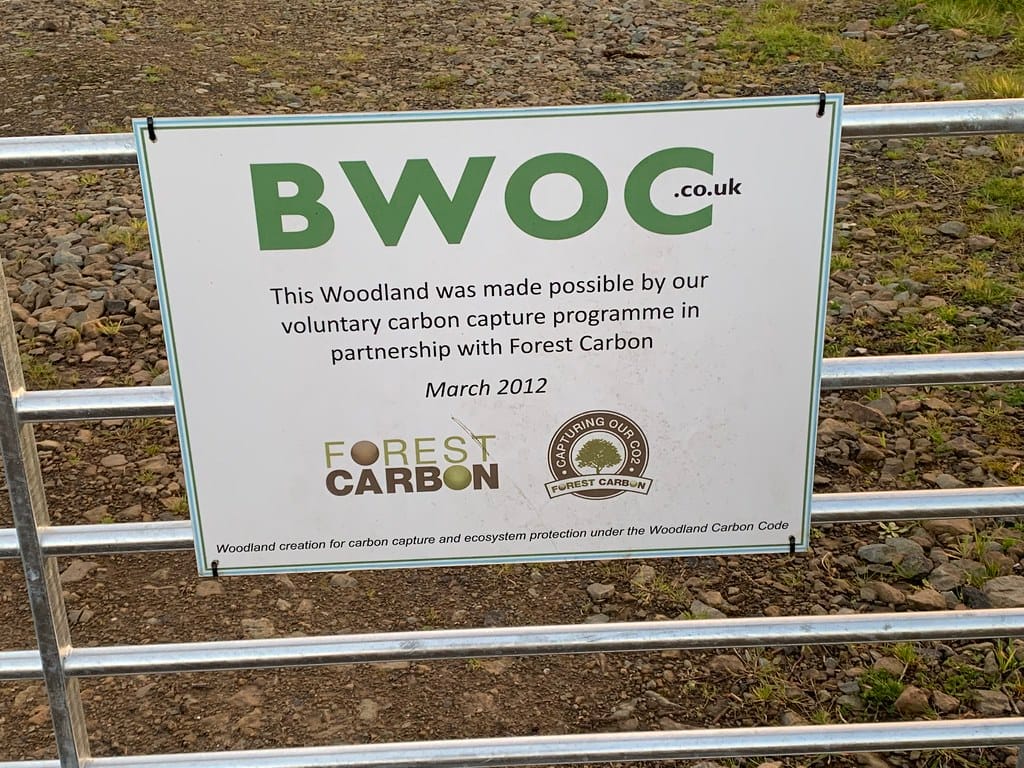 BWOC.co.uk
This Woodland was made possible by our
voluntary carbon capture programme in
partnership with Forest Carbon
March 2012
FOREST
CARBON
CAPTURING OUR CO2
FOREST CARBON
Woodland creation for carbon capture and ecosystem protection under the Woodland Carbon Code